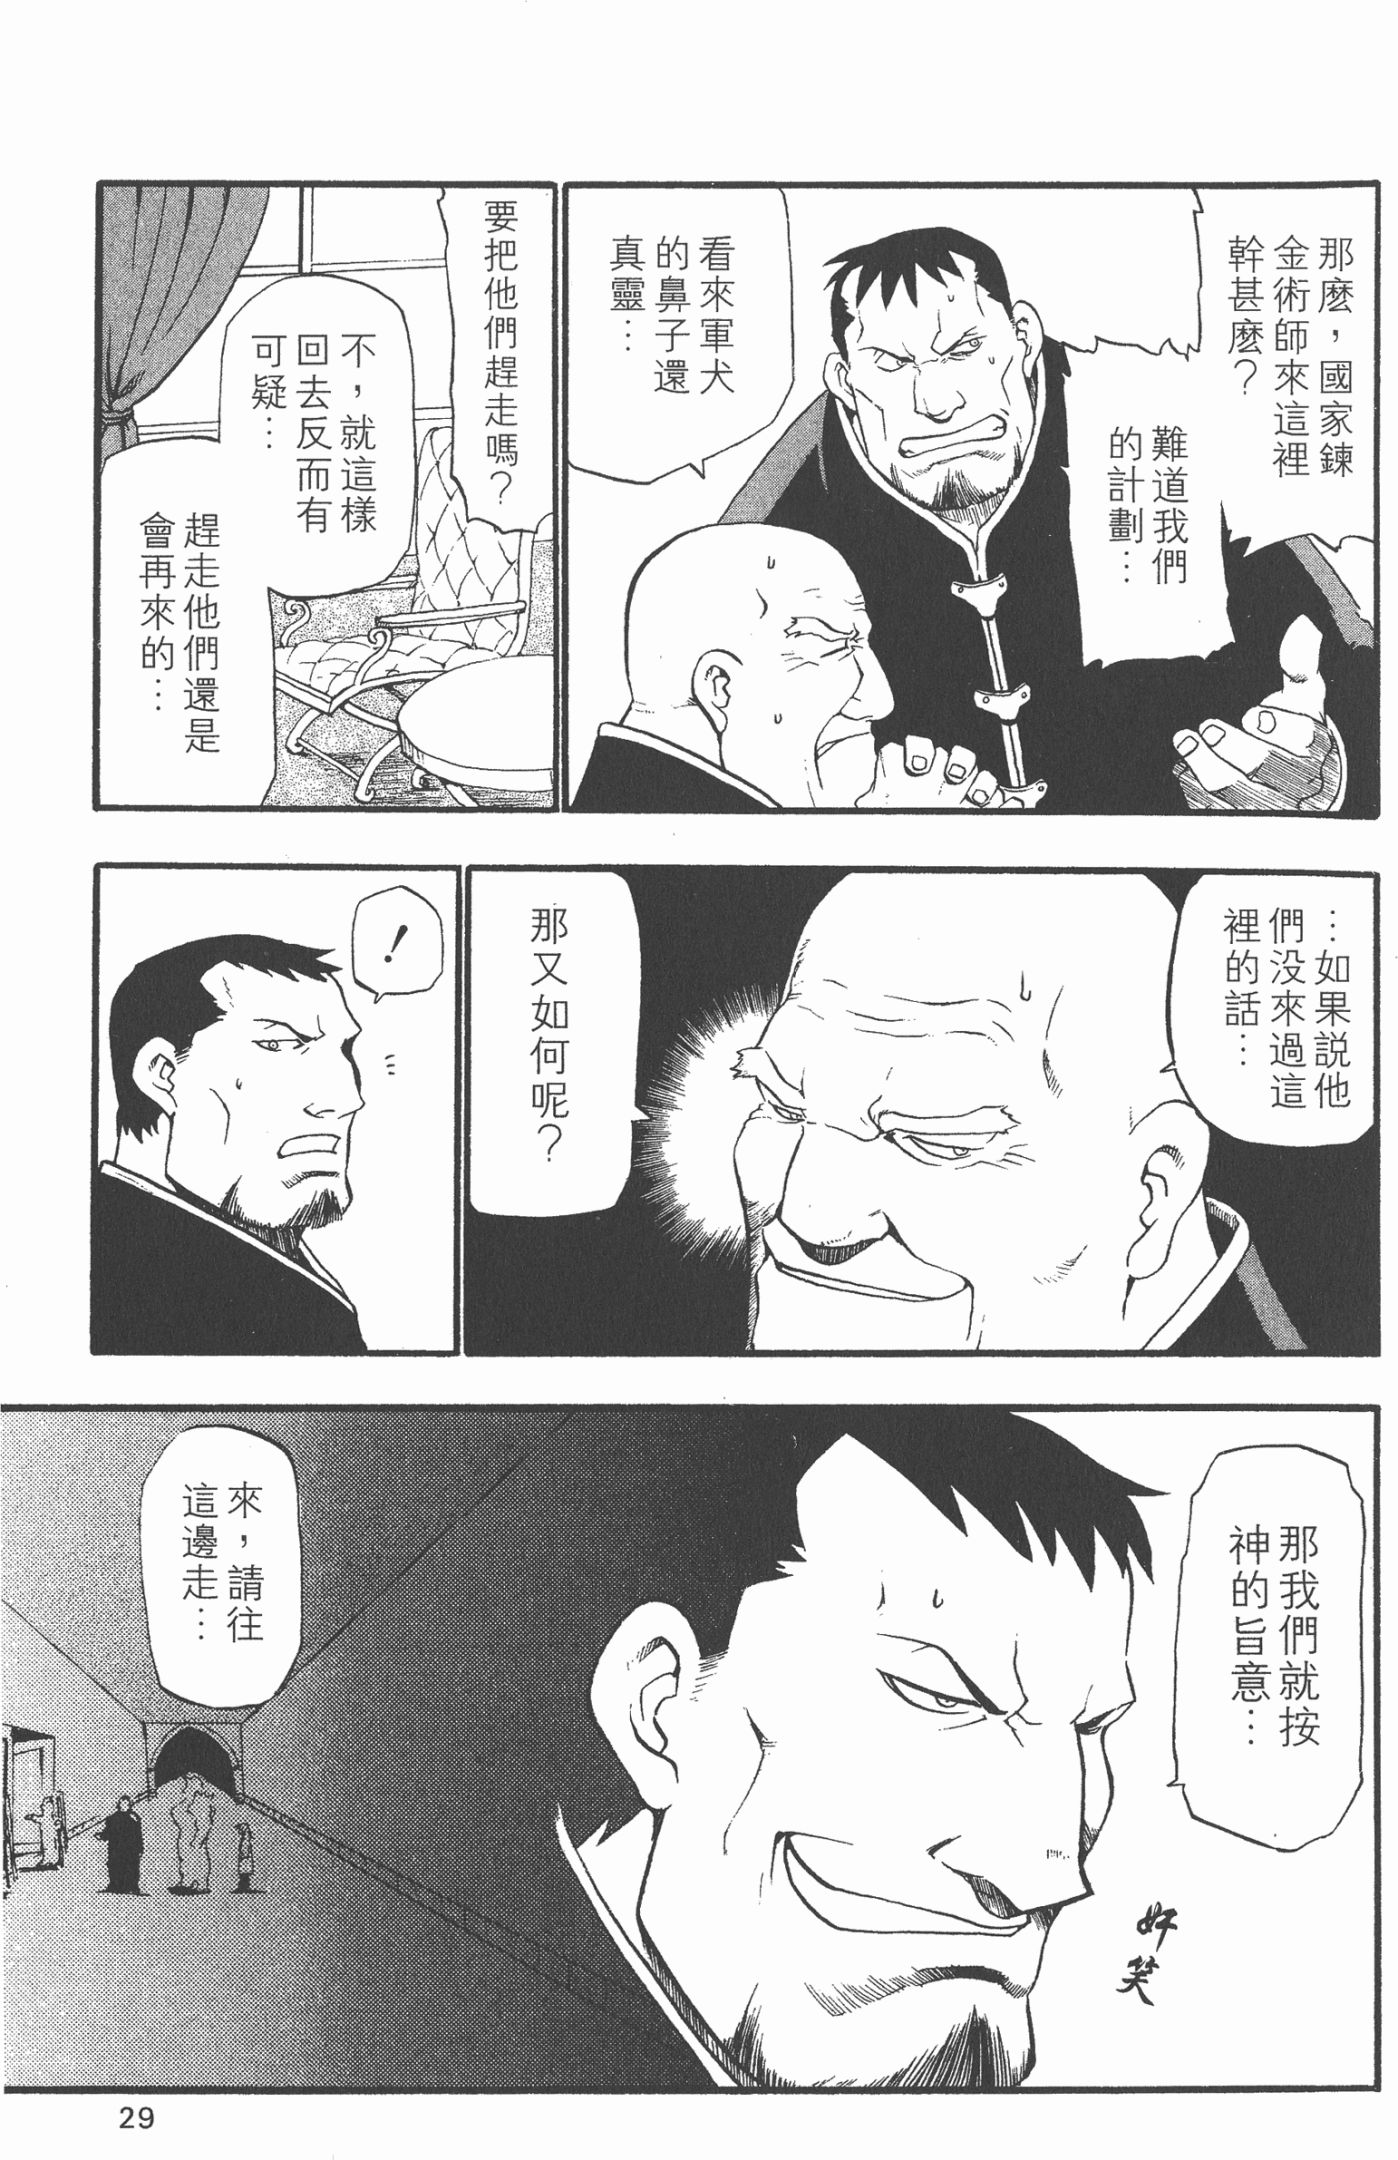 那麼，國家鍊
金術師來這裡
幹甚麼？
難道我們
的計劃…
看來軍犬
的鼻子還
真靈…
要把他們趕走嗎？
不，就這樣
回去反而有
可疑…
趕走他們還是
會再來的…
…如果説他
們没來過這
裡的話…
那又如何呢？
！
那我們就按
神的旨意…
奸笑
來，請往
這邊走…
29